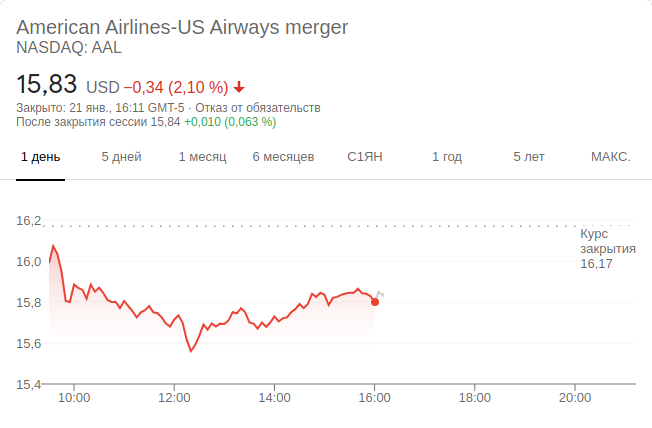 American Airlines-US Airways merger
NASDAQ: AAL
15,83 USD −0,34 (2,10 %)
Закрыто: 21 янв., 16:11 GMT-5 · Отказ от обязательств
После закрытия сессии 15,84 +0,010 (0,063 %)
1 день 5 дней 1 месяц 6 месяцев С1ЯН 1 год 5 лет МАКС.
16,2
Курс
закрытия
16,17
16,0
15,8
15,6
15,4
10:00 12:00 14:00 16:00 18:00 20:00